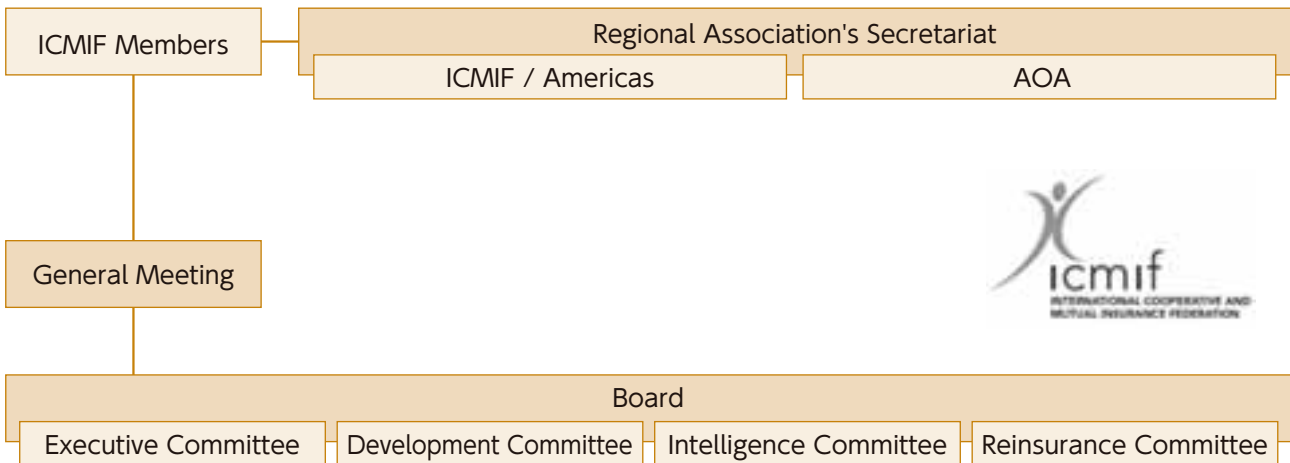 ICMIF Members
Regional Association's Secretariat
ICMIF / Americas
AOA
General Meeting
icmif
INTERNATIONAL COOPERATIVE AND
MUTUAL INSURANCE FEDERATION
Board
Executive Committee
Development Committee
Intelligence Committee
Reinsurance Committee